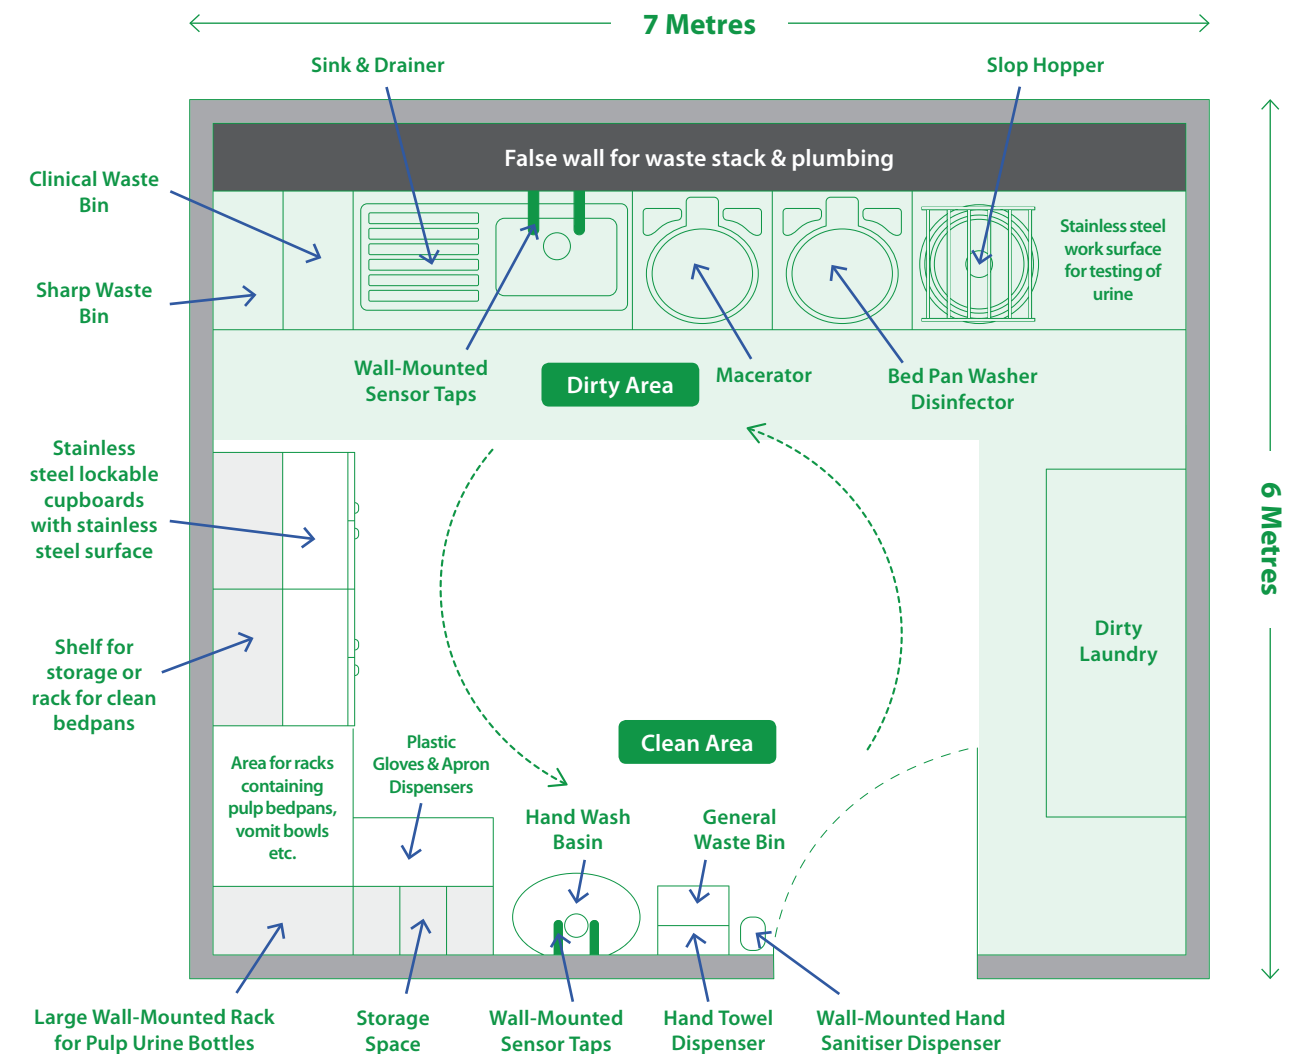 7 Metres
Sink & Drainer
Slop Hopper
False wall for waste stack & plumbing
Clinical Waste
Bin
Sharp Waste
Bin
Stainless steel
work surface
for testing of
urine
Wall-Mounted
Sensor Taps
Dirty Area
Macerator
Bed Pan Washer
Disinfector
Stainless
steel lockable
cupboards
with stainless
steel surface
6 Metres
Shelf for
storage or
rack for clean
bedpans
Dirty
Laundry
Clean Area
Plastic
Gloves & Apron
Dispensers
Area for racks
containing
pulp bedpans,
vomit bowls
etc.
Hand Wash
Basin
General
Waste Bin
Large Wall-Mounted Rack
for Pulp Urine Bottles
Storage
Space
Wall-Mounted
Sensor Taps
Hand Towel
Dispenser
Wall-Mounted Hand
Sanitiser Dispenser